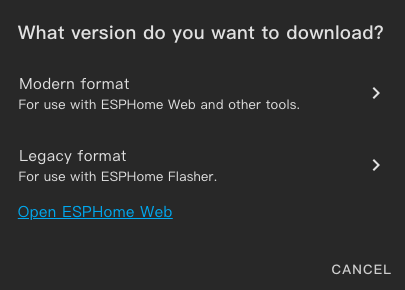 What version do you want to download?
Modern format
For use with ESPHome Web and other tools.
Legacy format
For use with ESPHome Flasher.
Open ESPHome Web
CANCEL